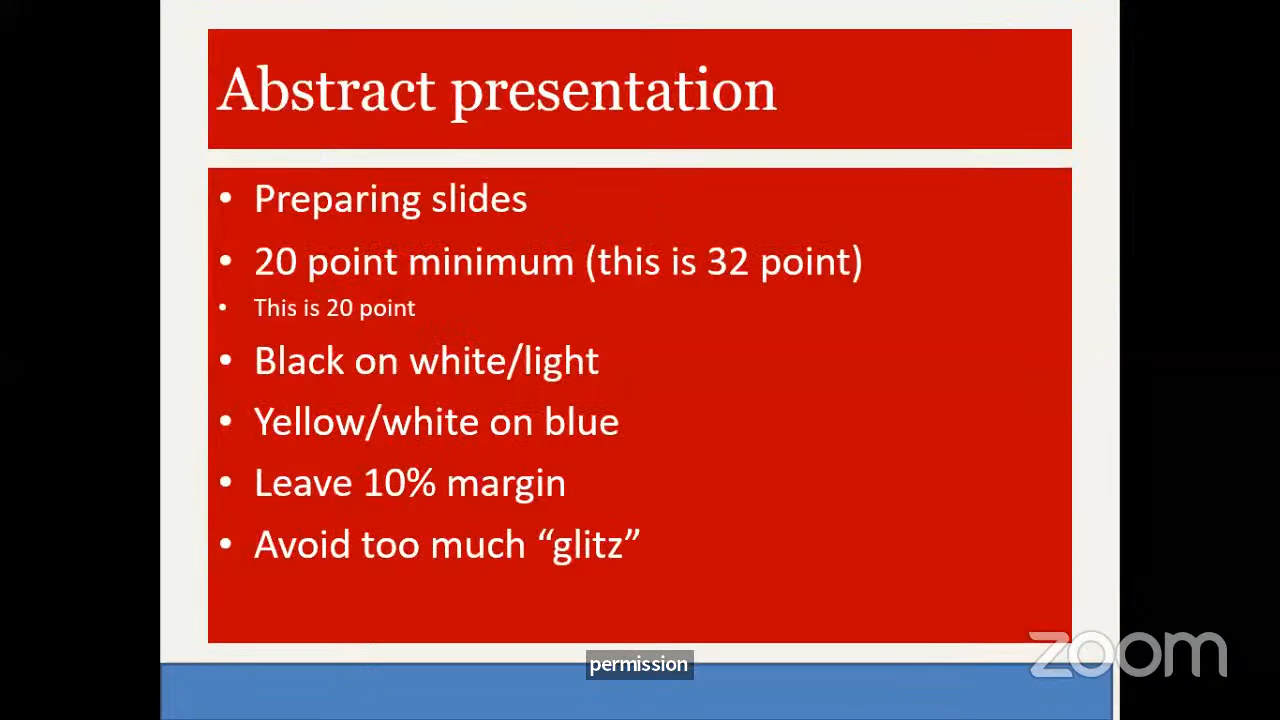 Abstract presentation
• Preparing slides
• 20 point minimum (this is 32 point)
• This is 20 point
• Black on white/light
• Yellow/white on blue
• Leave 10% margin
• Avoid too much “glitz”
zoom
permission